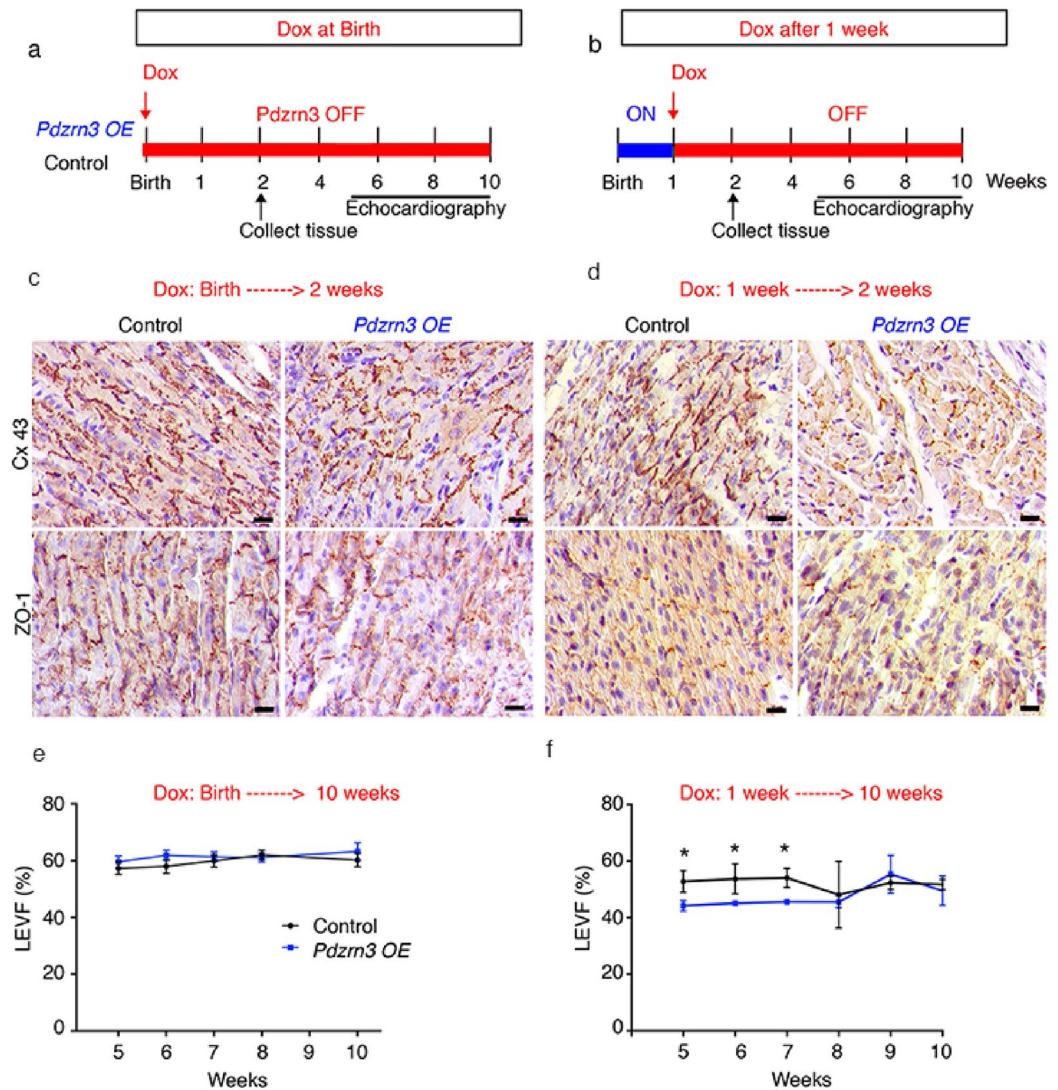 Dox at Birth
a
Dox
Pdzrn3 OFF
Pdzrn3 OE
Control
Birth 1 2 4 6 8 10
Echocardiography
Collect tissue
Dox after 1 week
b
Dox
ON OFF
Birth 1 2 4 6 8 10 Weeks
Echocardiography
Collect tissue
c
Dox: Birth -------> 2 weeks
Control Pdzrn3 OE
d
Dox: 1 week ------> 2 weeks
Control Pdzrn3 OE
Cx 43
ZO-1
e
Dox: Birth -------> 10 weeks
80
60
40
20
0
LEVF (%)
Control
Pdzrn3 OE
5 6 7 8 9 10
Weeks
f
Dox: 1 week ------> 10 weeks
80
60
40
20
0
LEVF (%)
* * *
5 6 7 8 9 10
Weeks